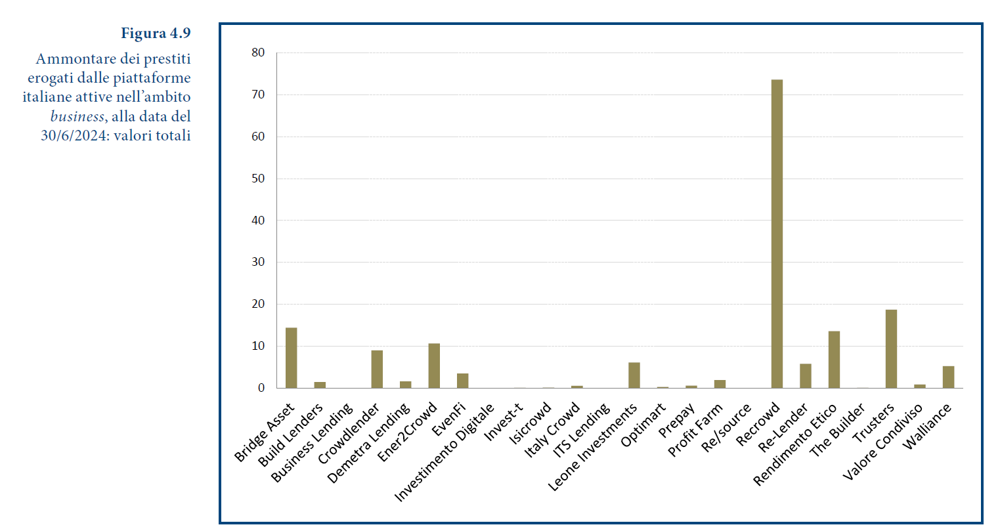 Figura 4.9
Ammontare dei prestiti
erogati dalle piattaforme
italiane attive nell’ambito
business, alla data del
30/6/2024: valori totali
80
70
60
50
40
30
20
10
0
Bridge Asset
Build Lenders
Business Lending
Crowdlender
Demetra Lending
Ener2Crowd
EvenFi
Investimento Digitale
Invest-t
Isicrowd
Italy Crowd
ITS Lending
Leone Investments
Optimart
Prepay
Profit Farm
Re/source
Recrowd
Re-Lender
Rendimento Etico
The Builder
Trusters
Valore Condiviso
Walliance